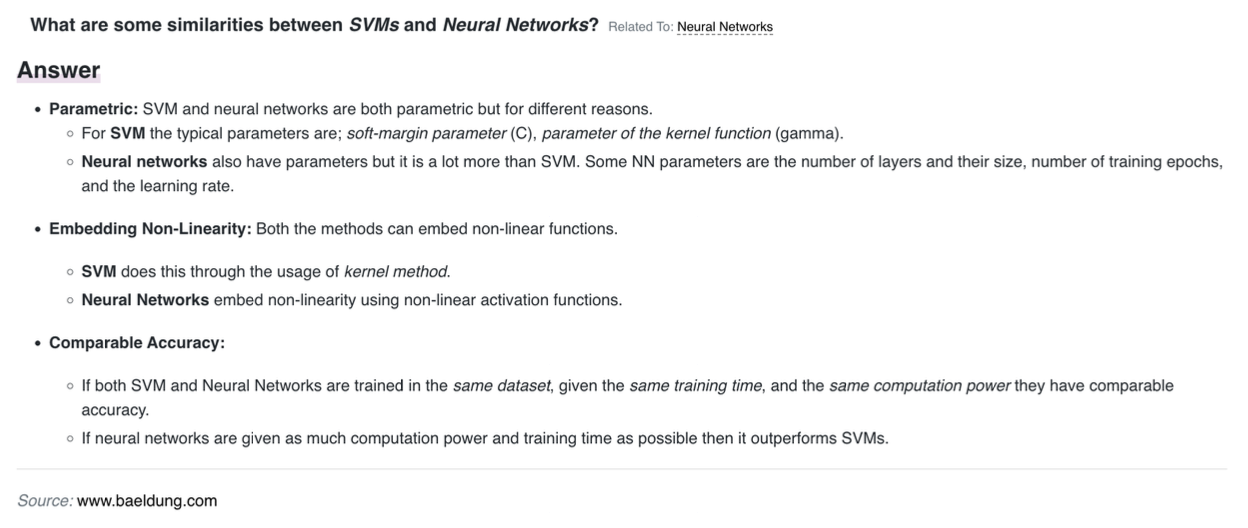 What are some similarities between SVMs and Neural Networks? Related To: Neural Networks
Answer
• Parametric: SVM and neural networks are both parametric but for different reasons.
◦ For SVM the typical parameters are; soft-margin parameter (C), parameter of the kernel function (gamma).
◦ Neural networks also have parameters but it is a lot more than SVM. Some NN parameters are the number of layers and their size, number of training epochs,
and the learning rate.
• Embedding Non-Linearity: Both the methods can embed non-linear functions.
◦ SVM does this through the usage of kernel method.
◦ Neural Networks embed non-linearity using non-linear activation functions.
• Comparable Accuracy:
◦ If both SVM and Neural Networks are trained in the same dataset, given the same training time, and the same computation power they have comparable
accuracy.
◦ If neural networks are given as much computation power and training time as possible then it outperforms SVMs.
Source: www.baeldung.com